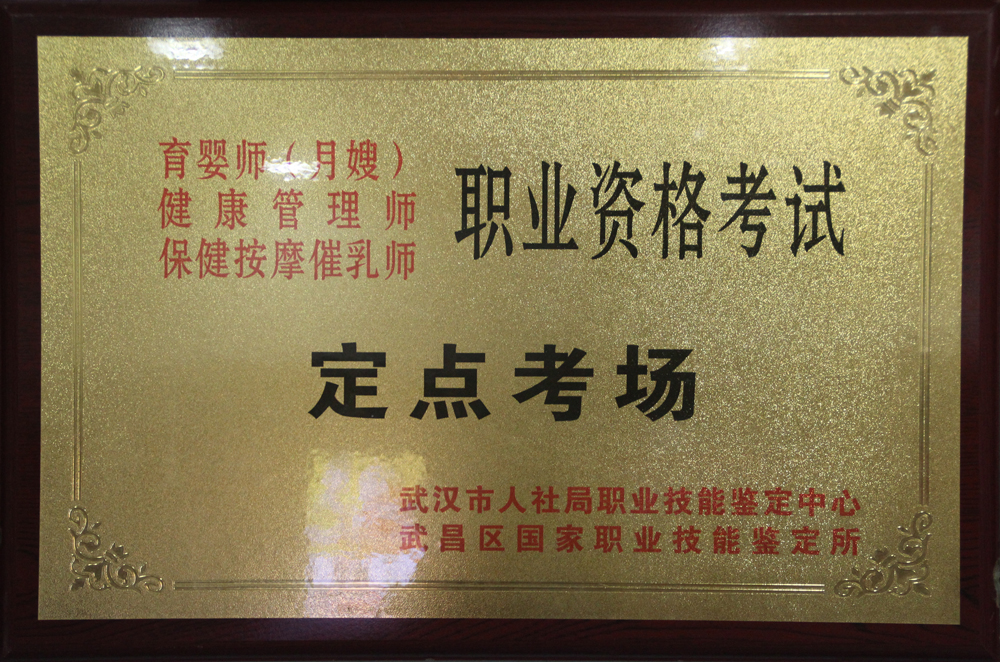 育婴师（月嫂）
健康管理师
保健按摩催乳师
职业资格考试
定点考场
武汉市人社局职业技能鉴定中心
武昌区国家职业技能鉴定所